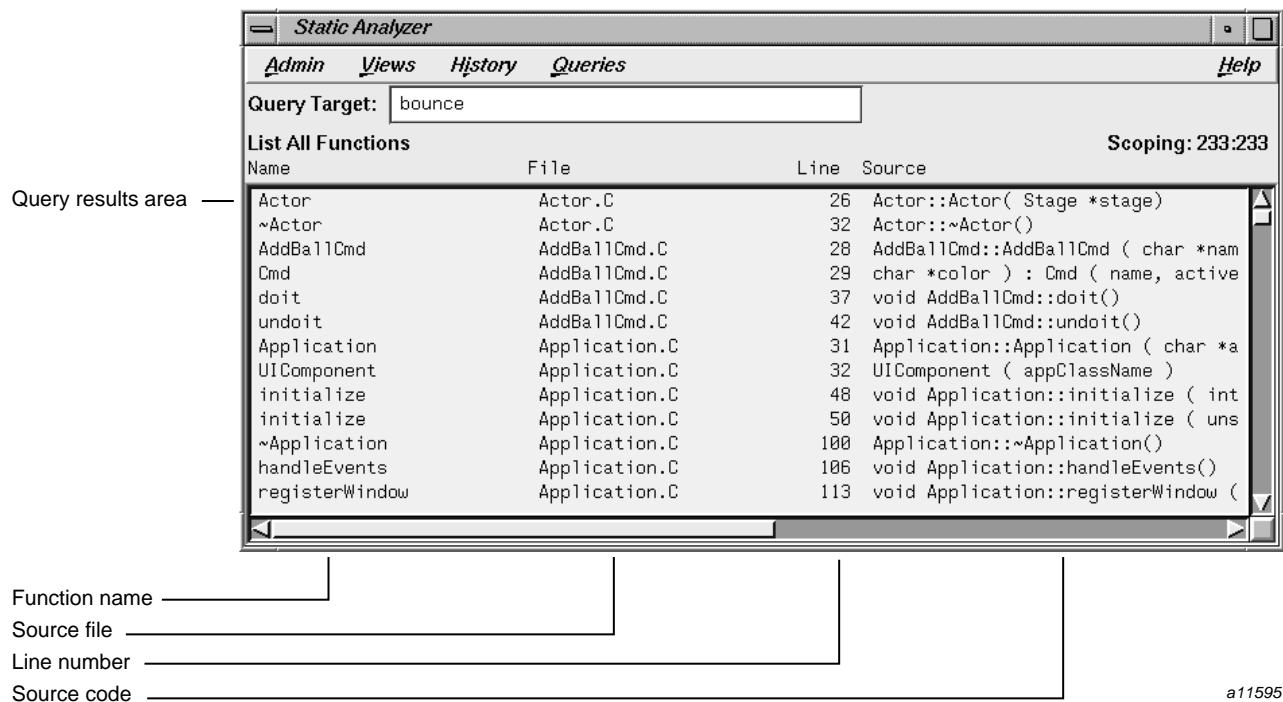 Static Analyzer
Admin Views History Queries Help
Query Target: bounce
List All Functions Scoping: 233:233
Name File Line Source
Query results area
Actor Actor.C 26 Actor::Actor( Stage *stage)
~Actor Actor.C 32 Actor::~Actor()
AddBallCmd AddBallCmd.C 28 AddBallCmd::AddBallCmd ( char *nam
Cmd AddBallCmd.C 29 char *color ) : Cmd ( name, active
doit AddBallCmd.C 37 void AddBallCmd::doit()
undoit AddBallCmd.C 42 void AddBallCmd::undoit()
Application Application.C 31 Application::Application ( char *a
UIComponent Application.C 32 UIComponent ( appClassName )
initialize Application.C 48 void Application::initialize ( int
initialize Application.C 50 void Application::initialize ( uns
~Application Application.C 100 Application::~Application()
handleEvents Application.C 106 void Application::handleEvents()
registerWindow Application.C 113 void Application::registerWindow (
Function name
Source file
Line number
Source code
a11595